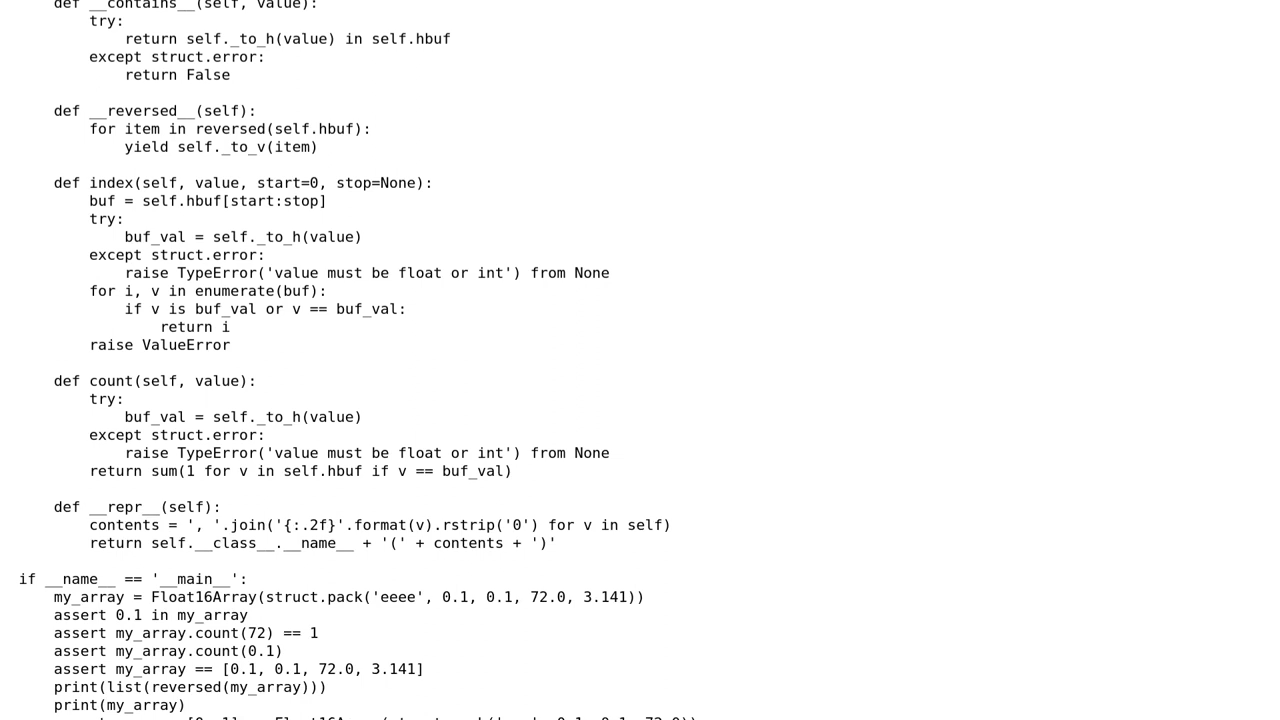 def __contains__(self, value):
        try:
            return self._to_h(value) in self.hbuf
        except struct.error:
            return False

    def __reversed__(self):
        for item in reversed(self.hbuf):
            yield self._to_v(item)

    def index(self, value, start=0, stop=None):
        buf = self.hbuf[start:stop]
        try:
            buf_val = self._to_h(value)
        except struct.error:
            raise TypeError('value must be float or int') from None
        for i, v in enumerate(buf):
            if v is buf_val or v == buf_val:
                return i
        raise ValueError

    def count(self, value):
        try:
            buf_val = self._to_h(value)
        except struct.error:
            raise TypeError('value must be float or int') from None
        return sum(1 for v in self.hbuf if v == buf_val)

    def __repr__(self):
        contents = ', '.join('{:.2f}'.format(v).rstrip('0') for v in self)
        return self.__class__.__name__ + '(' + contents + ')'

if __name__ == '__main__':
    my_array = Float16Array(struct.pack('eeee', 0.1, 0.1, 72.0, 3.141))
    assert 0.1 in my_array
    assert my_array.count(72) == 1
    assert my_array.count(0.1)
    assert my_array == [0.1, 0.1, 72.0, 3.141]
    print(list(reversed(my_array)))
    print(my_array)